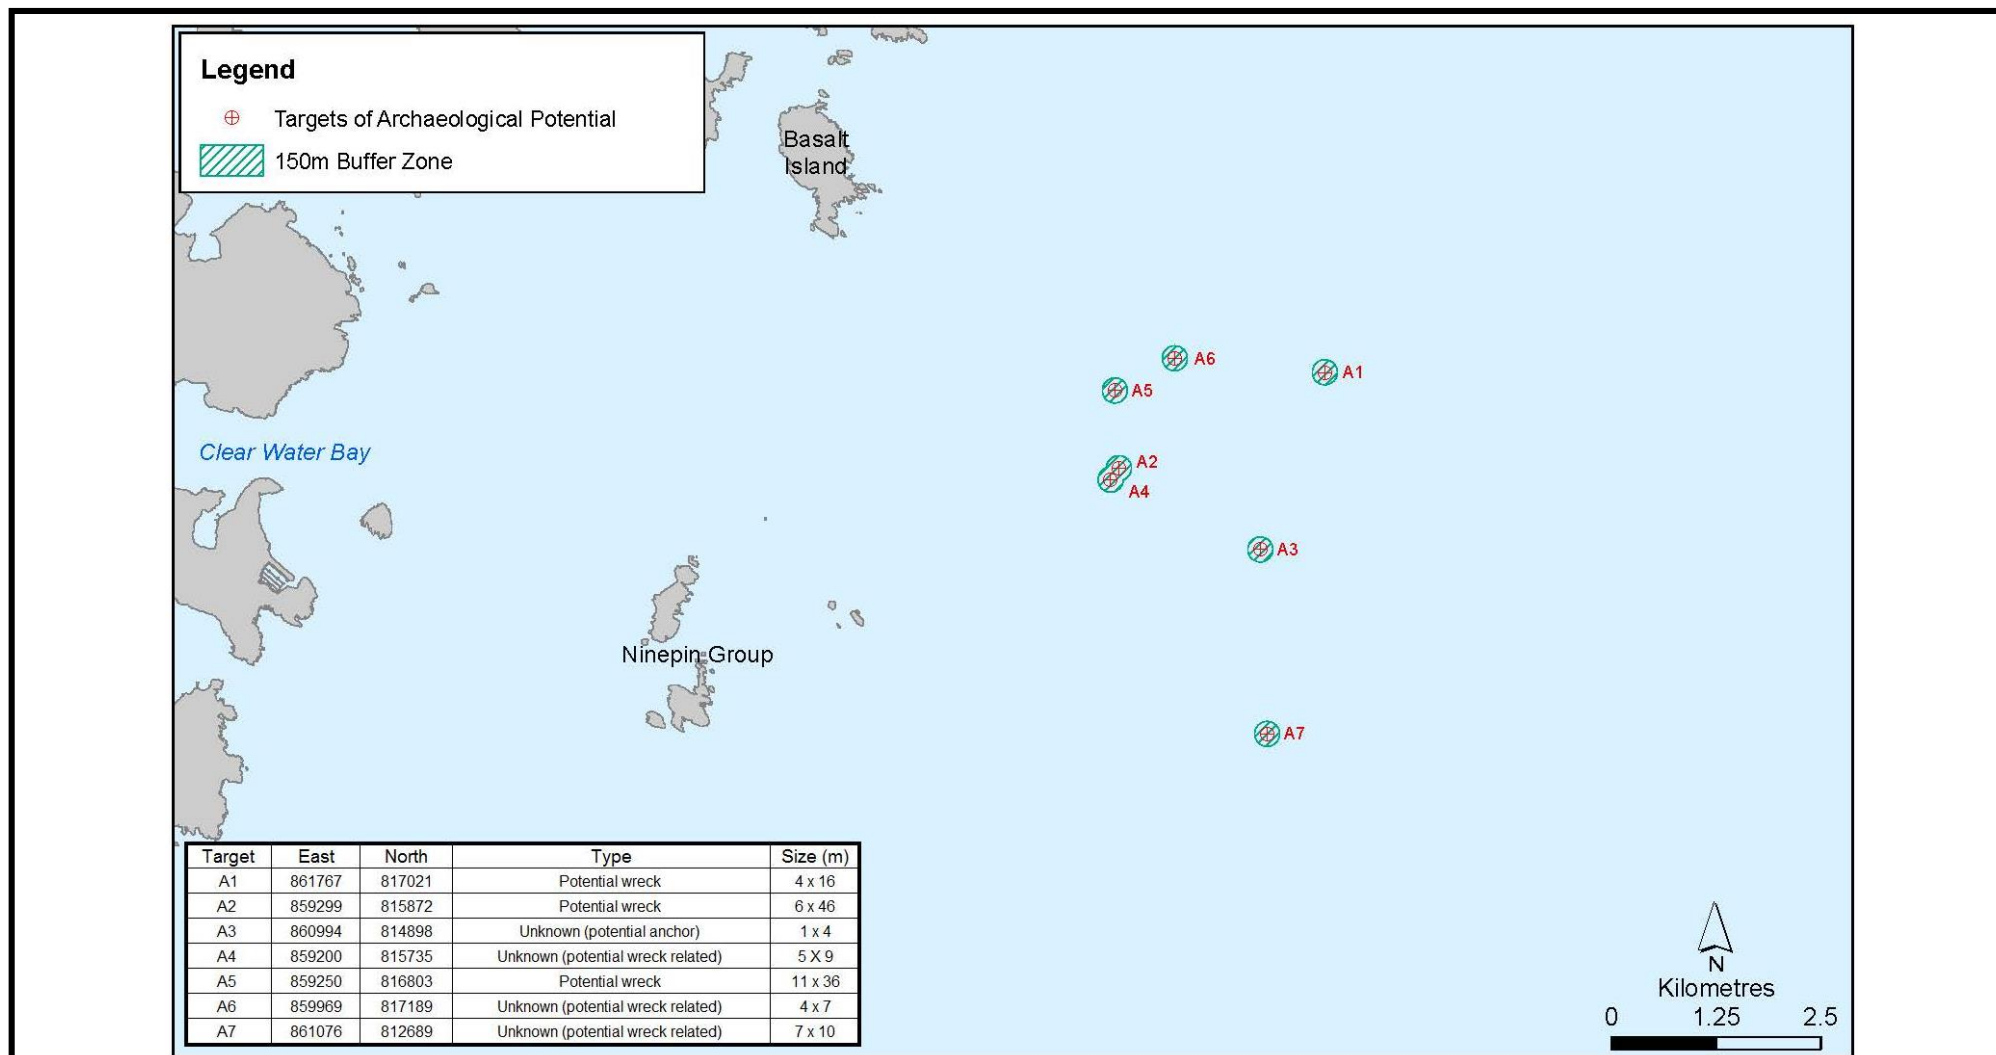 Legend
Targets of Archaeological Potential
150m Buffer Zone
Basalt
Island
A6
A1
A5
Clear Water Bay
A2
A4
A3
Ninepin Group
A7
Target East North Type Size (m)
A1 861767 817021 Potential wreck 4 x 16
A2 859299 815872 Potential wreck 6 x 46
A3 860994 814898 Unknown (potential anchor) 1 x 4
A4 859200 815735 Unknown (potential wreck related) 5 X 9
A5 859250 816803 Potential wreck 11 x 36
A6 859969 817189 Unknown (potential wreck related) 4 x 7
A7 861076 812689 Unknown (potential wreck related) 7 x 10
N
Kilometres
0 1.25 2.5